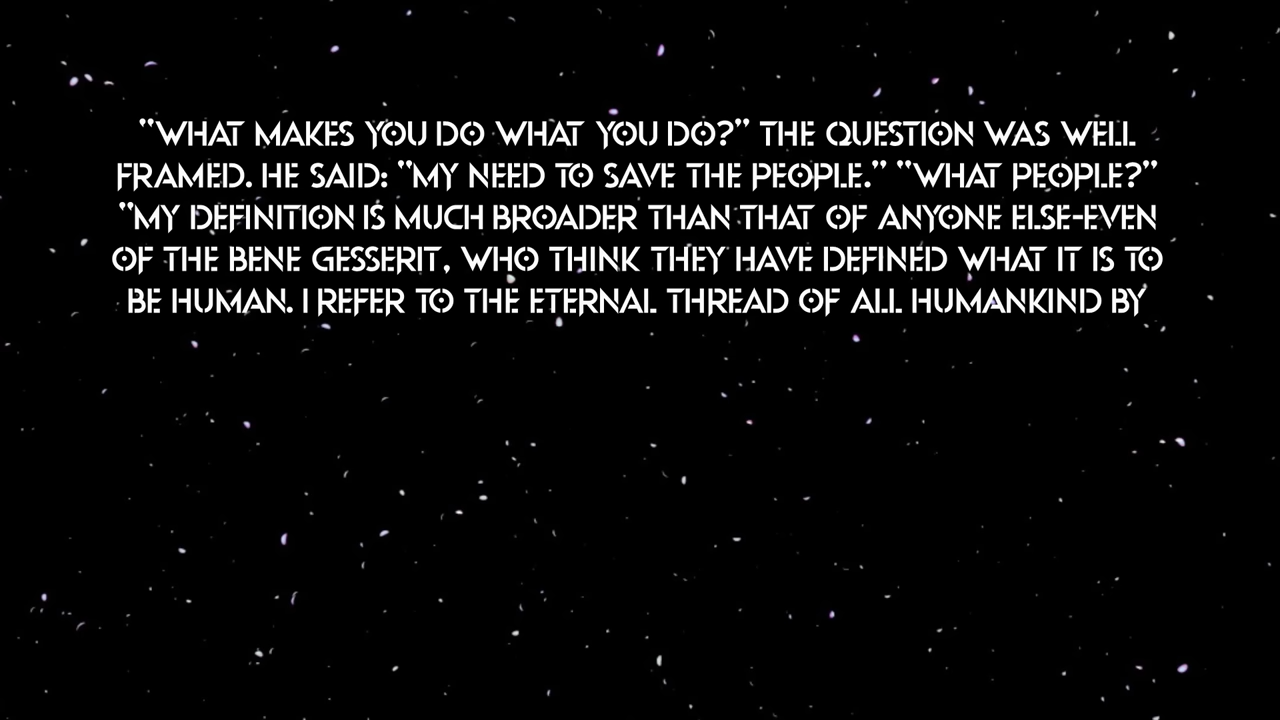 “WHAT MAKES YOU DO WHAT YOU DO?” THE QUESTION WAS WELL
FRAMED. HE SAID: “MY NEED TO SAVE THE PEOPLE.” “WHAT PEOPLE?”
“MY DEFINITION IS MUCH BROADER THAN THAT OF ANYONE ELSE-EVEN
OF THE BENE GESSERIT, WHO THINK THEY HAVE DEFINED WHAT IT IS TO
BE HUMAN. I REFER TO THE ETERNAL THREAD OF ALL HUMANKIND BY